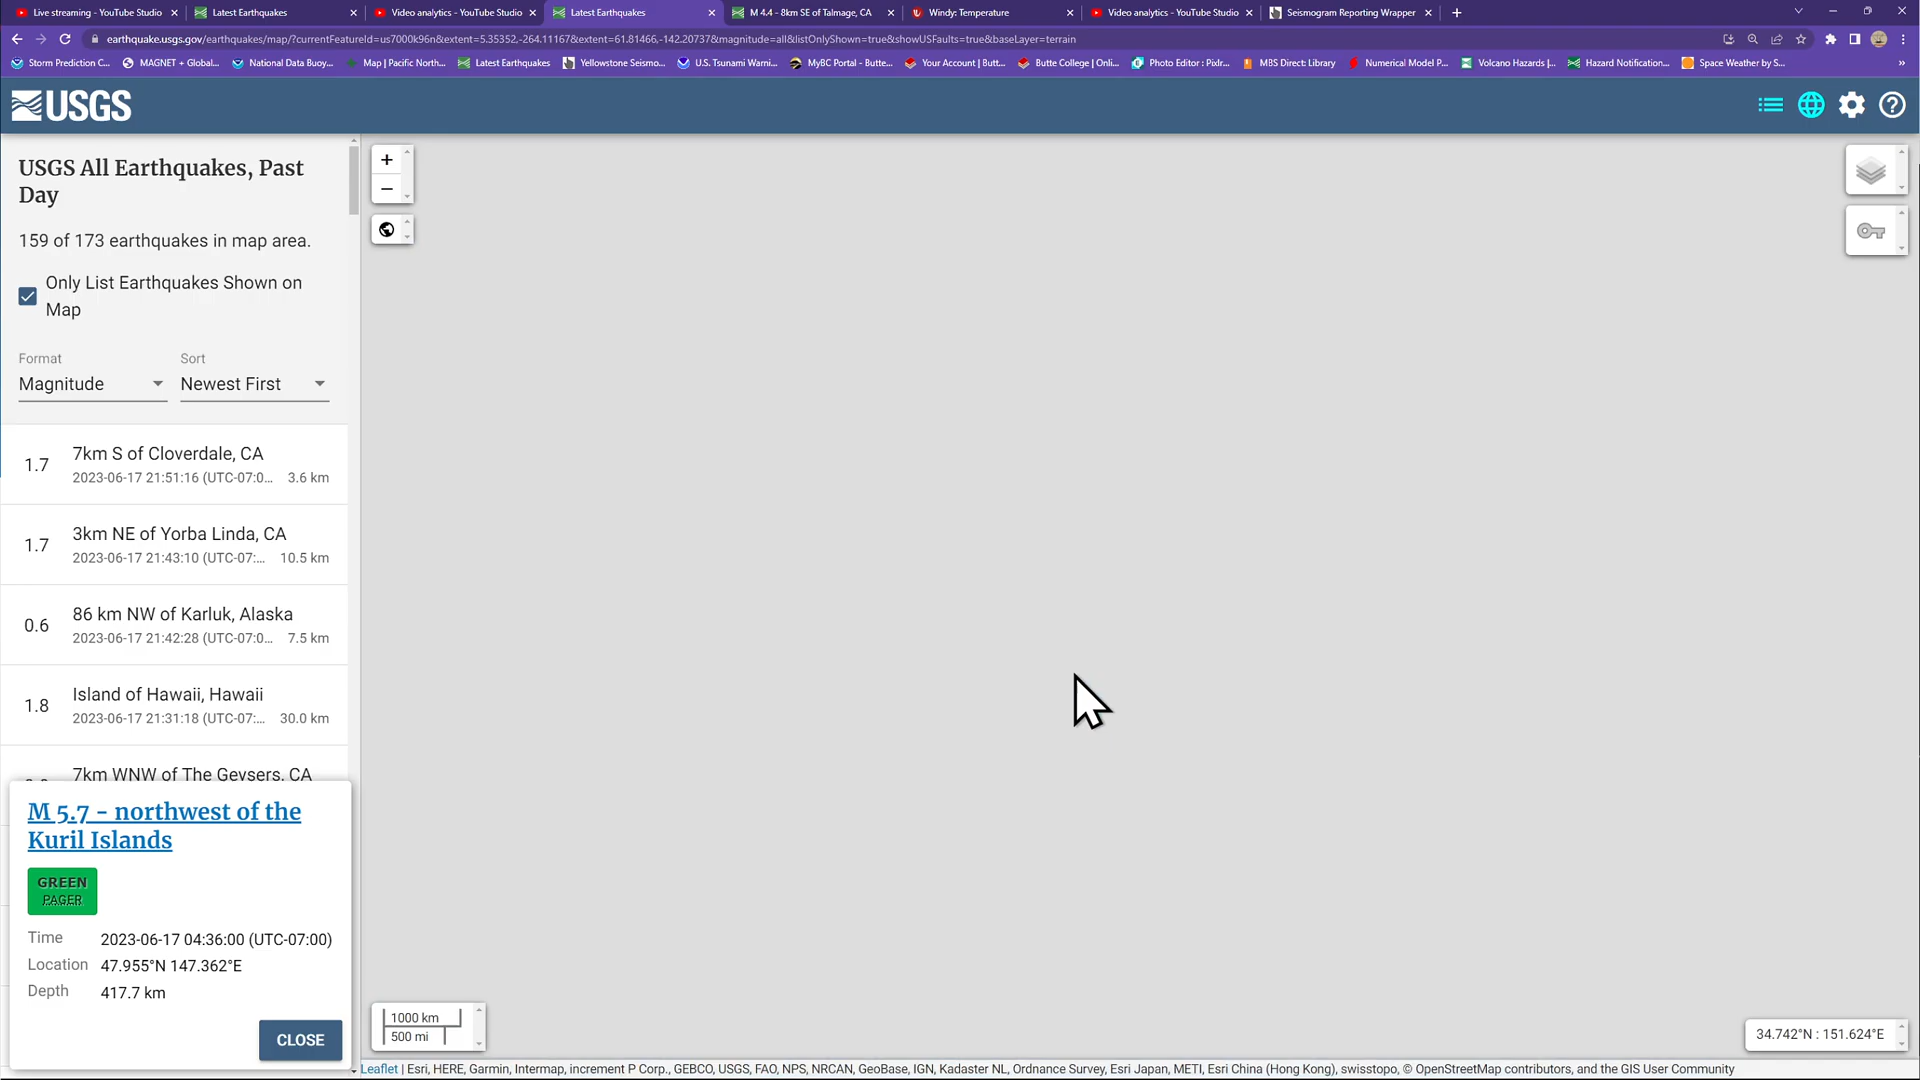 Live streaming - YouTube Studio
Latest Earthquakes
Video analytics - YouTube Studio
Latest Earthquakes
M 4.4 - 8km SE of Talmage, CA
Windy: Temperature
Video analytics - YouTube Studio
Seismogram Reporting Wrapper
earthquake.usgs.gov/earthquakes/map/?currentFeatureId=us7000k96n&extent=5.35352,-264.11167&extent=61.81466,-142.20737&magnitude=all&listOnlyShown=true&showUSFaults=true&baseLayer=terrain
Storm Prediction C...
MAGNET + Global...
National Data Buoy...
Map | Pacific North...
Latest Earthquakes
Yellowstone Seismo...
U.S. Tsunami Warni...
MyBC Portal - Butte...
Your Account | Butt...
Butte College | Onli...
Photo Editor : Pixlr...
MBS Direct: Library
Numerical Model P...
Volcano Hazards |...
Hazard Notification...
Space Weather by S...
USGS
USGS All Earthquakes, Past
Day
159 of 173 earthquakes in map area.
Only List Earthquakes Shown on
Map
Format
Sort
Magnitude
Newest First
1.7
7km S of Cloverdale, CA
2023-06-17 21:51:16 (UTC-07:0...
3.6 km
1.7
3km NE of Yorba Linda, CA
2023-06-17 21:43:10 (UTC-07:...
10.5 km
0.6
86 km NW of Karluk, Alaska
2023-06-17 21:42:28 (UTC-07:0...
7.5 km
1.8
Island of Hawaii, Hawaii
2023-06-17 21:31:18 (UTC-07:...
30.0 km
7km WNW of The Geysers, CA
M 5.7 - northwest of the
Kuril Islands
GREEN
PAGER
Time
2023-06-17 04:36:00 (UTC-07:00)
Location
47.955°N 147.362°E
Depth
417.7 km
CLOSE
1000 km
500 mi
34.742°N : 151.624°E
Leaflet | Esri, HERE, Garmin, Intermap, increment P Corp., GEBCO, USGS, FAO, NPS, NRCAN, GeoBase, IGN, Kadaster NL, Ordnance Survey, Esri Japan, METI, Esri China (Hong Kong), swisstopo, © OpenStreetMap contributors, and the GIS User Community